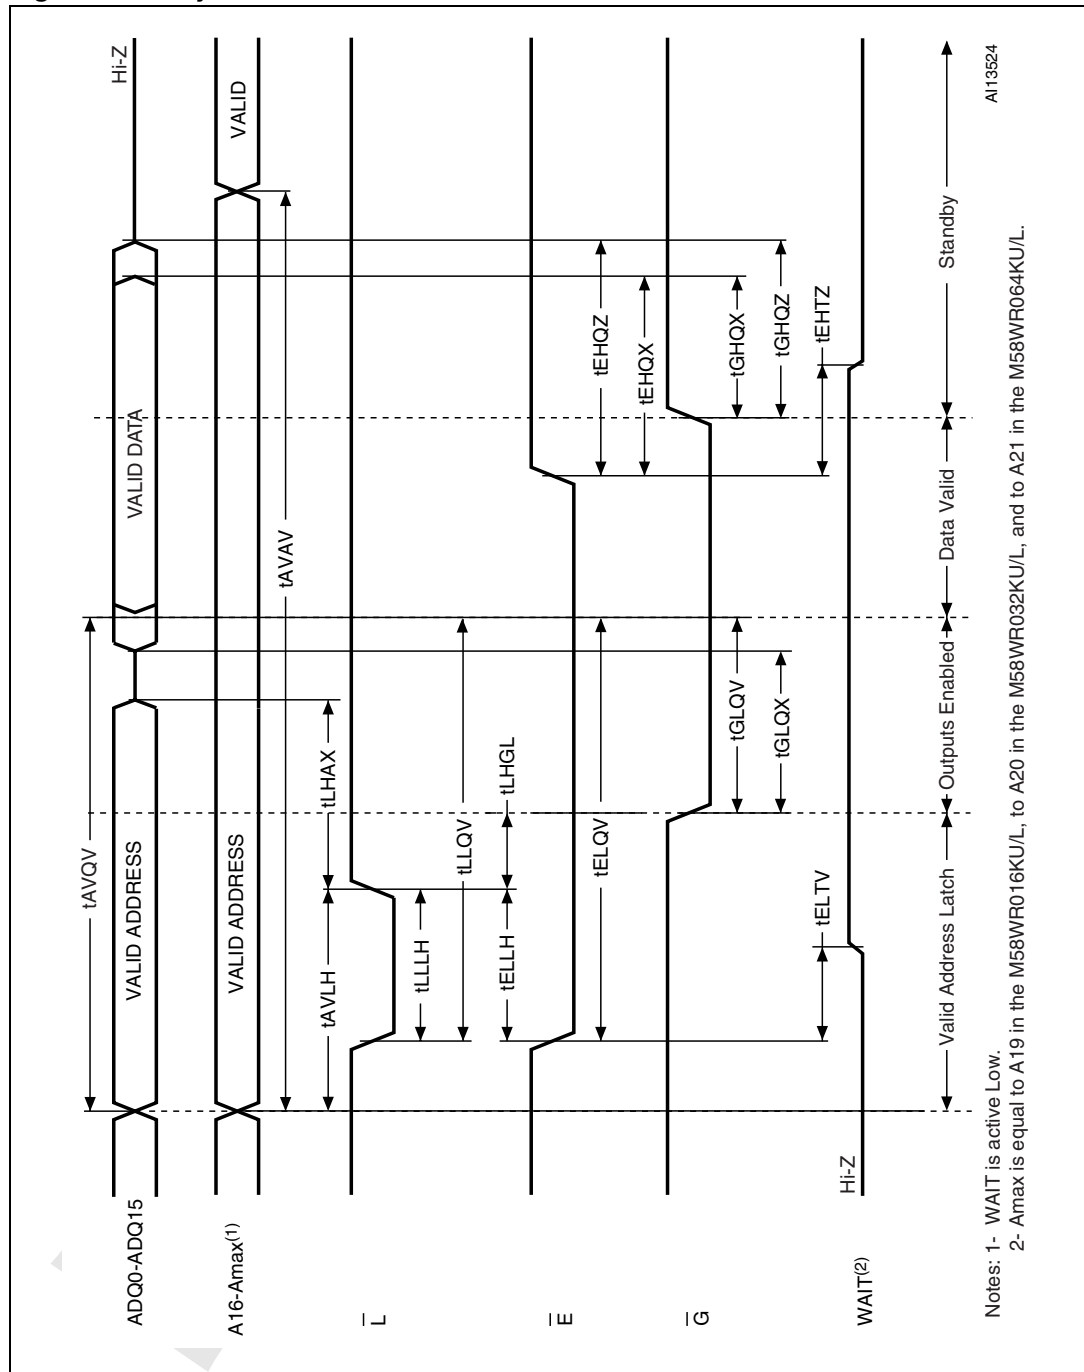 ADQ0-ADQ15
VALID ADDRESS
VALID DATA
Hi-Z
tAVQV
A16-Amax(1)
VALID ADDRESS
VALID
tAVAV
L
tAVLH
tLHAX
tLLLH
tLLQV
tELLH
tLHGL
E
tELQV
tEHQZ
tEHQX
G
tGLQV
tGLQX
tGHQX
tGHQZ
tELTV
tEHTZ
WAIT(2)
Hi-Z
Valid Address Latch
Outputs Enabled
Data Valid
Standby
AI13524
Notes: 1- WAIT is active Low.
2- Amax is equal to A19 in the M58WR016KU/L, to A20 in the M58WR032KU/L, and to A21 in the M58WR064KU/L.